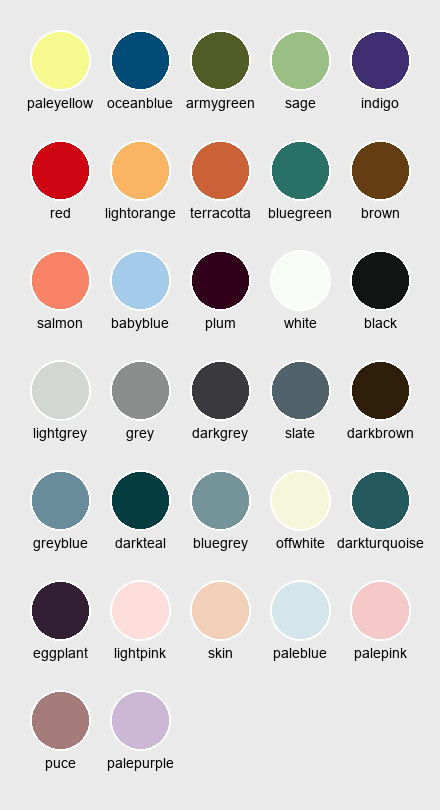 paleyellow oceanblue armygreen sage indigo
red lightorange terracotta bluegreen brown
salmon babyblue plum white black
lightgrey grey darkgrey slate darkbrown
greyblue darkteal bluegrey offwhite darkturquoise
eggplant lightpink skin paleblue palepink
puce palepurple